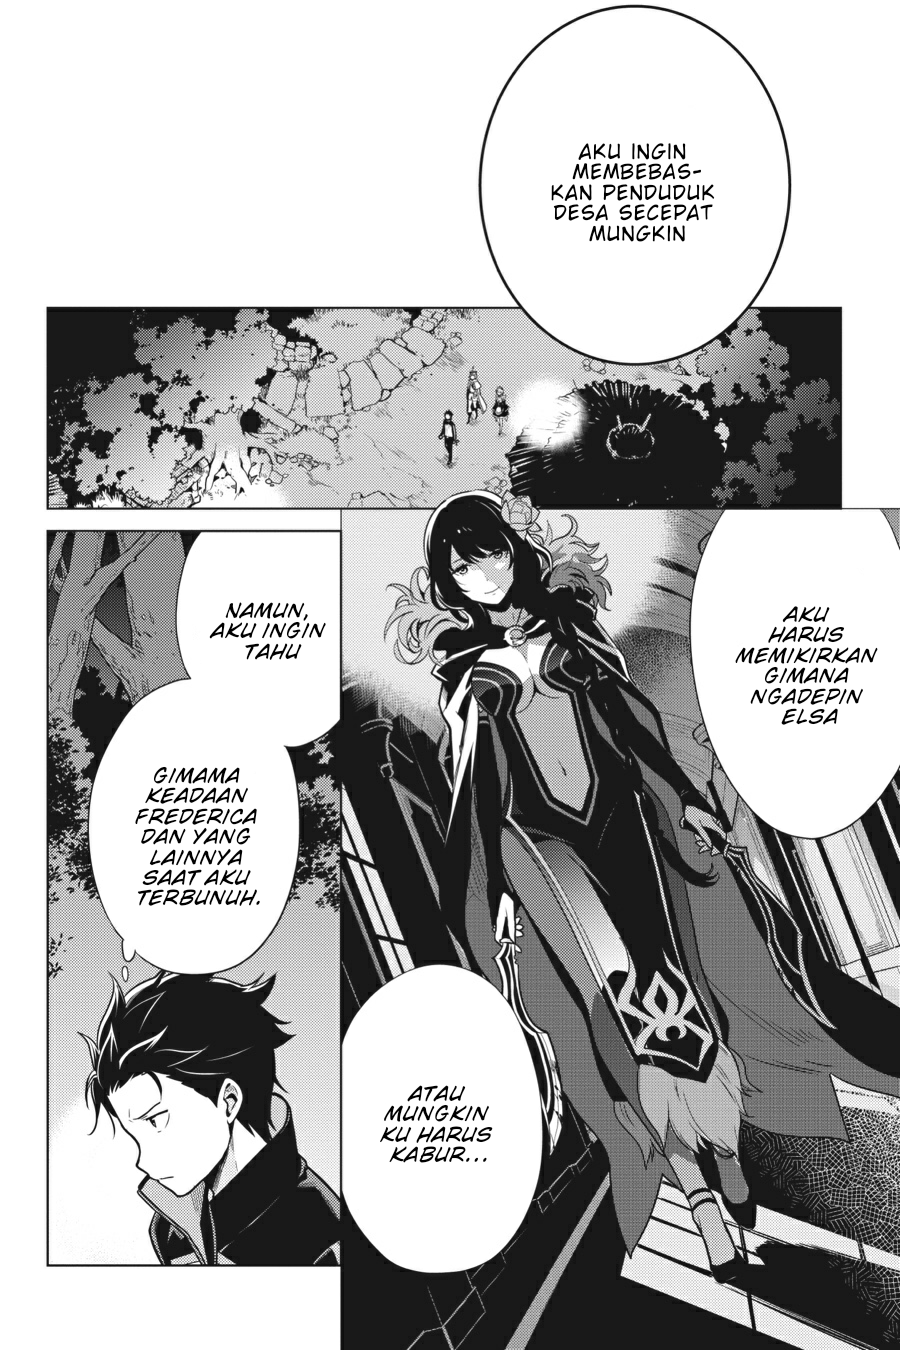 AKU INGIN
MEMBEBAS-
KAN PENDUDUK
DESA SECEPAT
MUNGKIN
AKU
HARUS
MEMIKIRKAN
GIMANA
NGADEPIN
ELSA
ATAU
MUNGKIN
KU HARUS
KABUR...
NAMUN,
AKU INGIN
TAHU
GIMAMA
KEADAAN
FREDERICA
DAN YANG
LAINNYA
SAAT AKU
TERBUNUH.